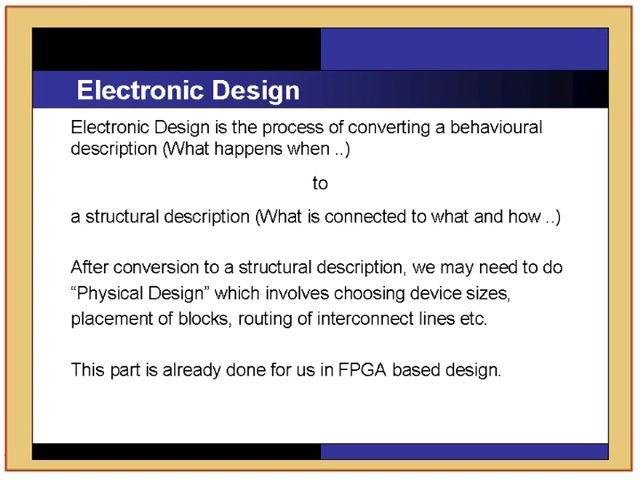 Electronic Design
Electronic Design is the process of converting a behavioural
description (What happens when ..)
to
a structural description (What is connected to what and how ..)
After conversion to a structural description, we may need to do
“Physical Design” which involves choosing device sizes,
placement of blocks, routing of interconnect lines etc.
This part is already done for us in FPGA based design.